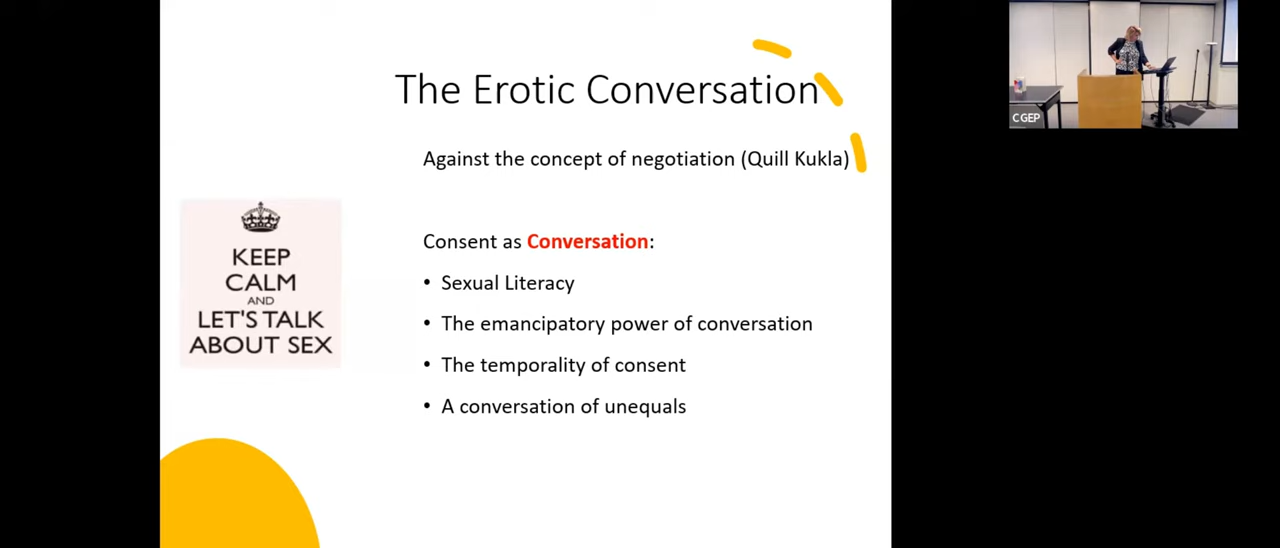 The Erotic Conversation
Against the concept of negotiation (Quill Kukla)
KEEP
CALM
AND
LET'S TALK
ABOUT SEX
Consent as Conversation:
• Sexual Literacy
• The emancipatory power of conversation
• The temporality of consent
• A conversation of unequals
CGEP